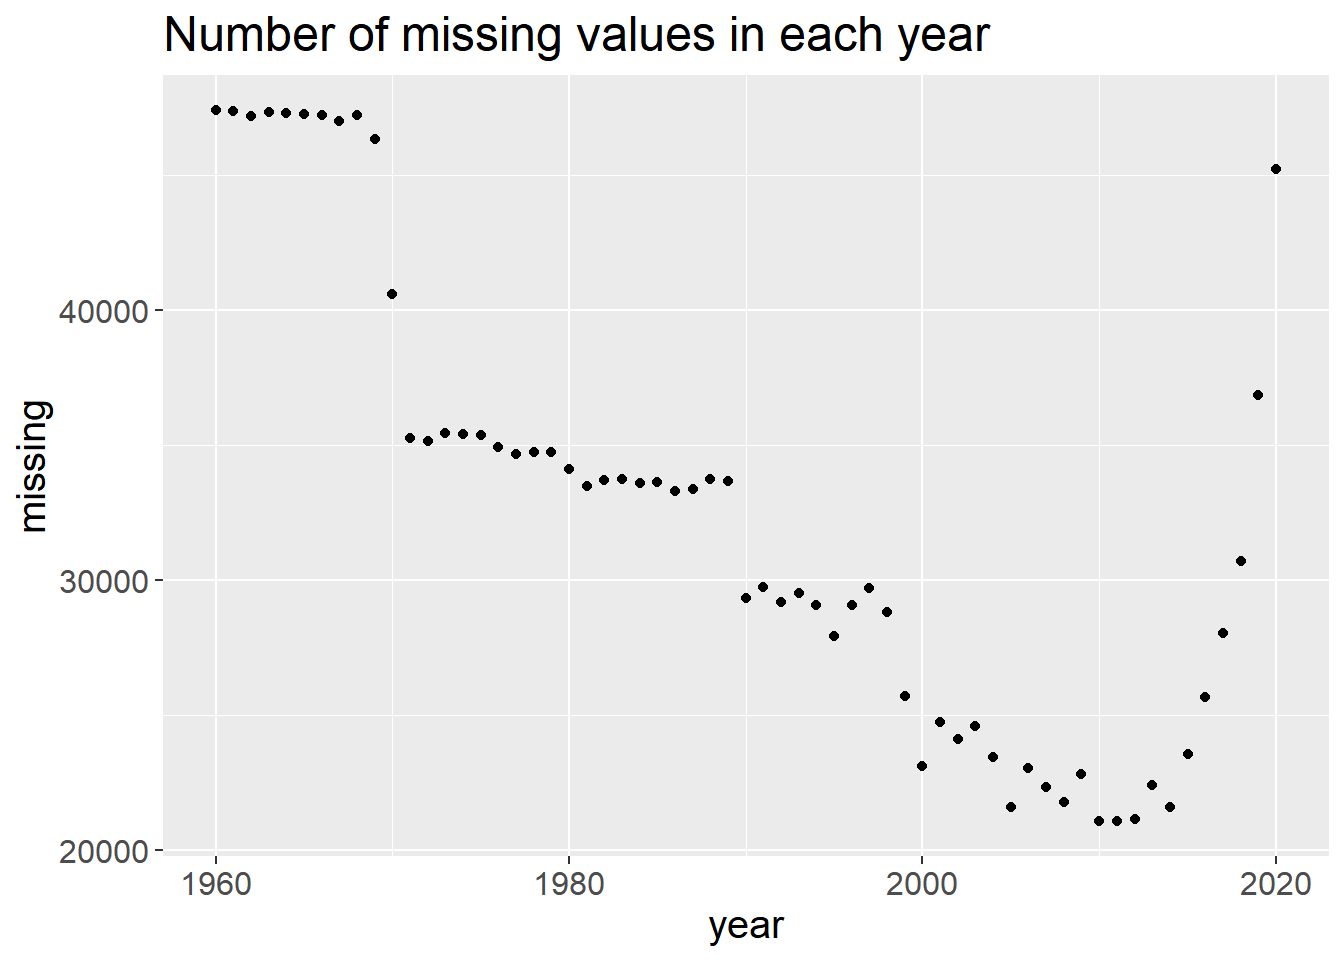 Number of missing values in each year
missing
40000
30000
20000
1960 1980 2000 2020
year